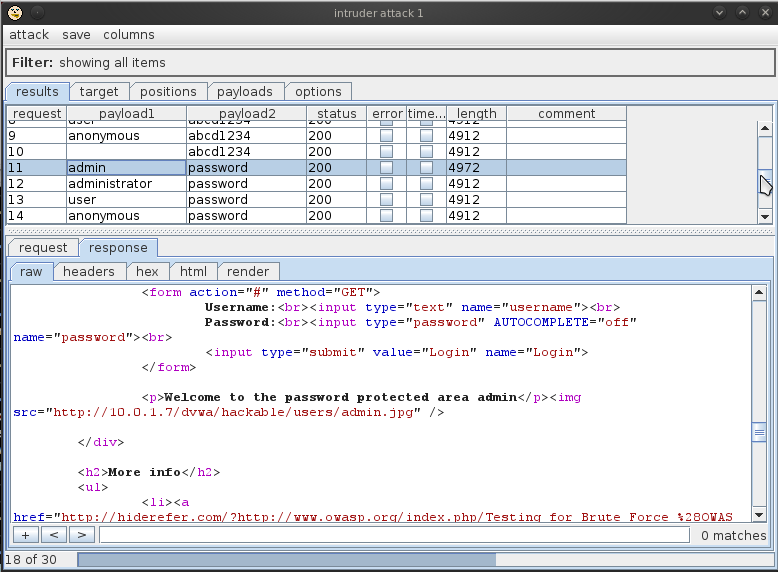 intruder attack 1
attack save columns
Filter: showing all items
results target positions payloads options
request payload1 payload2 status error time... length comment
8 user abcd1234 200 4912
9 anonymous abcd1234 200 4912
10 abcd1234 200 4912
11 admin password 200 4972
12 administrator password 200 4912
13 user password 200 4912
14 anonymous password 200 4912
request response
raw headers hex html render
<form action="#" method="GET">
Username:<br><input type="text" name="username"><br>
Password:<br><input type="password" AUTOCOMPLETE="off"
name="password"><br>
<input type="submit" value="Login" name="Login">
</form>
<p>Welcome to the password protected area admin</p><img
src="http://10.0.1.7/dvwa/hackable/users/admin.jpg" />
</div>
<h2>More info</h2>
<ul>
<li><a
href="http://hiderefer.com/?http://www.owasp.org/index.php/Testing_for_Brute_Force_%28OWAS
+ < > 0 matches
18 of 30